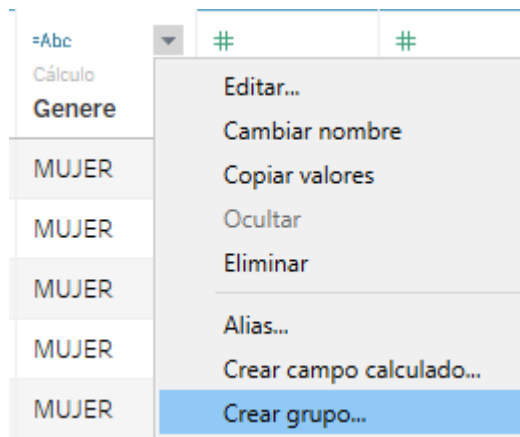 =Abc # #
Cálculo
Genere
MUJER
MUJER
MUJER
MUJER
MUJER
Editar...
Cambiar nombre
Copiar valores
Ocultar
Eliminar
Alias...
Crear campo calculado...
Crear grupo...